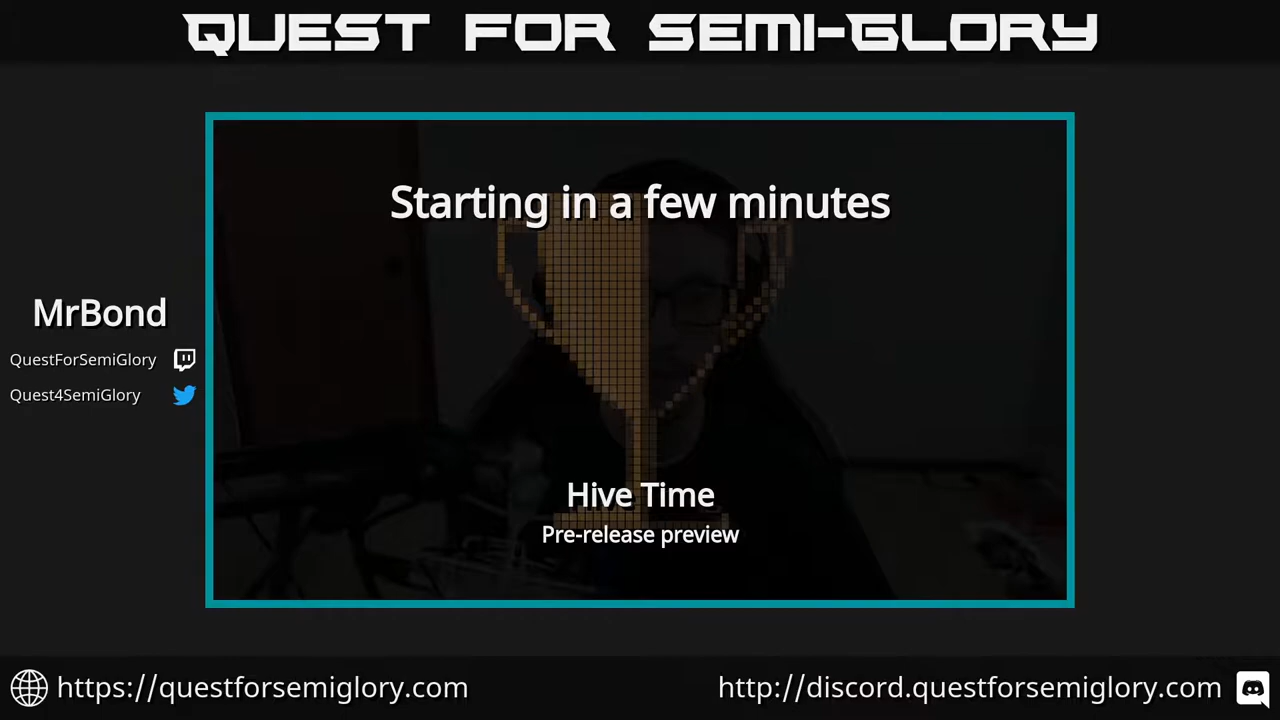 QUEST FOR SEMI-GLORY
Starting in a few minutes
MrBond
QuestForSemiGlory
Quest4SemiGlory
Hive Time
Pre-release preview
https://questforsemiglory.com
http://discord.questforsemiglory.com